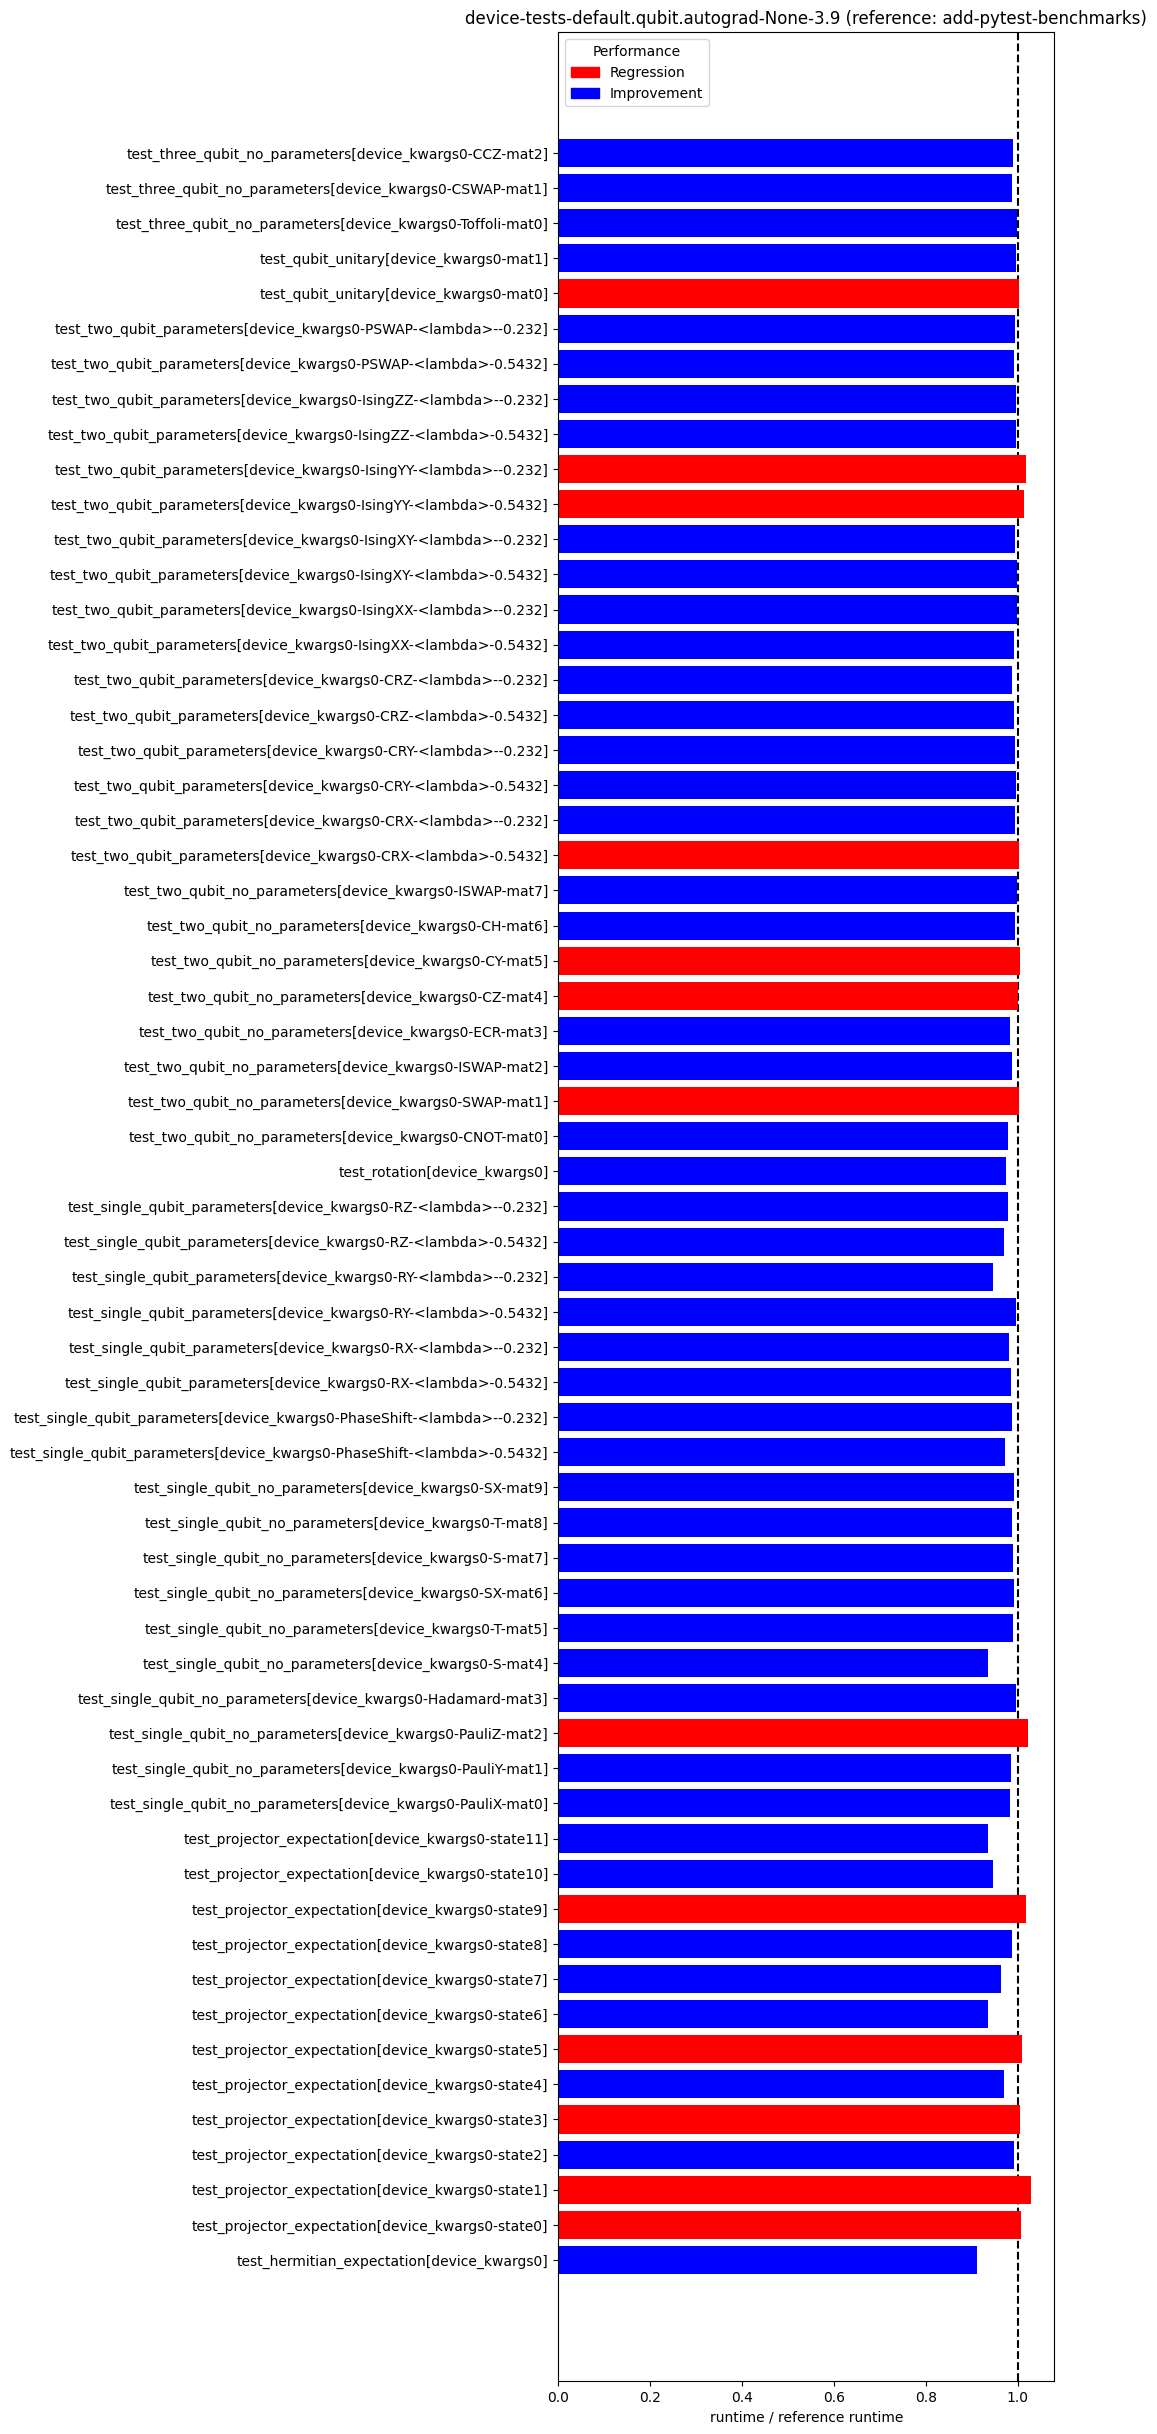 device-tests-default.qubit.autograd-None-3.9 (reference: add-pytest-benchmarks)
Performance
Regression
Improvement
test_three_qubit_no_parameters[device_kwargs0-CCZ-mat2]
test_three_qubit_no_parameters[device_kwargs0-CSWAP-mat1]
test_three_qubit_no_parameters[device_kwargs0-Toffoli-mat0]
test_qubit_unitary[device_kwargs0-mat1]
test_qubit_unitary[device_kwargs0-mat0]
test_two_qubit_parameters[device_kwargs0-PSWAP-<lambda>--0.232]
test_two_qubit_parameters[device_kwargs0-PSWAP-<lambda>-0.5432]
test_two_qubit_parameters[device_kwargs0-IsingZZ-<lambda>--0.232]
test_two_qubit_parameters[device_kwargs0-IsingZZ-<lambda>-0.5432]
test_two_qubit_parameters[device_kwargs0-IsingYY-<lambda>--0.232]
test_two_qubit_parameters[device_kwargs0-IsingYY-<lambda>-0.5432]
test_two_qubit_parameters[device_kwargs0-IsingXY-<lambda>--0.232]
test_two_qubit_parameters[device_kwargs0-IsingXY-<lambda>-0.5432]
test_two_qubit_parameters[device_kwargs0-IsingXX-<lambda>--0.232]
test_two_qubit_parameters[device_kwargs0-IsingXX-<lambda>-0.5432]
test_two_qubit_parameters[device_kwargs0-CRZ-<lambda>--0.232]
test_two_qubit_parameters[device_kwargs0-CRZ-<lambda>-0.5432]
test_two_qubit_parameters[device_kwargs0-CRY-<lambda>--0.232]
test_two_qubit_parameters[device_kwargs0-CRY-<lambda>-0.5432]
test_two_qubit_parameters[device_kwargs0-CRX-<lambda>--0.232]
test_two_qubit_parameters[device_kwargs0-CRX-<lambda>-0.5432]
test_two_qubit_no_parameters[device_kwargs0-ISWAP-mat7]
test_two_qubit_no_parameters[device_kwargs0-CH-mat6]
test_two_qubit_no_parameters[device_kwargs0-CY-mat5]
test_two_qubit_no_parameters[device_kwargs0-CZ-mat4]
test_two_qubit_no_parameters[device_kwargs0-ECR-mat3]
test_two_qubit_no_parameters[device_kwargs0-ISWAP-mat2]
test_two_qubit_no_parameters[device_kwargs0-SWAP-mat1]
test_two_qubit_no_parameters[device_kwargs0-CNOT-mat0]
test_rotation[device_kwargs0]
test_single_qubit_parameters[device_kwargs0-RZ-<lambda>--0.232]
test_single_qubit_parameters[device_kwargs0-RZ-<lambda>-0.5432]
test_single_qubit_parameters[device_kwargs0-RY-<lambda>--0.232]
test_single_qubit_parameters[device_kwargs0-RY-<lambda>-0.5432]
test_single_qubit_parameters[device_kwargs0-RX-<lambda>--0.232]
test_single_qubit_parameters[device_kwargs0-RX-<lambda>-0.5432]
test_single_qubit_parameters[device_kwargs0-PhaseShift-<lambda>--0.232]
test_single_qubit_parameters[device_kwargs0-PhaseShift-<lambda>-0.5432]
test_single_qubit_no_parameters[device_kwargs0-SX-mat9]
test_single_qubit_no_parameters[device_kwargs0-T-mat8]
test_single_qubit_no_parameters[device_kwargs0-S-mat7]
test_single_qubit_no_parameters[device_kwargs0-SX-mat6]
test_single_qubit_no_parameters[device_kwargs0-T-mat5]
test_single_qubit_no_parameters[device_kwargs0-S-mat4]
test_single_qubit_no_parameters[device_kwargs0-Hadamard-mat3]
test_single_qubit_no_parameters[device_kwargs0-PauliZ-mat2]
test_single_qubit_no_parameters[device_kwargs0-PauliY-mat1]
test_single_qubit_no_parameters[device_kwargs0-PauliX-mat0]
test_projector_expectation[device_kwargs0-state11]
test_projector_expectation[device_kwargs0-state10]
test_projector_expectation[device_kwargs0-state9]
test_projector_expectation[device_kwargs0-state8]
test_projector_expectation[device_kwargs0-state7]
test_projector_expectation[device_kwargs0-state6]
test_projector_expectation[device_kwargs0-state5]
test_projector_expectation[device_kwargs0-state4]
test_projector_expectation[device_kwargs0-state3]
test_projector_expectation[device_kwargs0-state2]
test_projector_expectation[device_kwargs0-state1]
test_projector_expectation[device_kwargs0-state0]
test_hermitian_expectation[device_kwargs0]
0.0 0.2 0.4 0.6 0.8 1.0
runtime / reference runtime